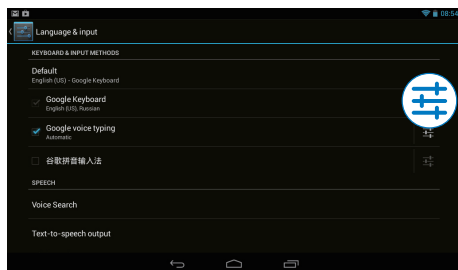 08:54
Language & input
KEYBOARD & INPUT METHODS
Default
English (US) - Google Keyboard
Google Keyboard
English (US), Russian
Google voice typing
Automatic
谷歌拼音输入法
SPEECH
Voice Search
Text-to-speech output